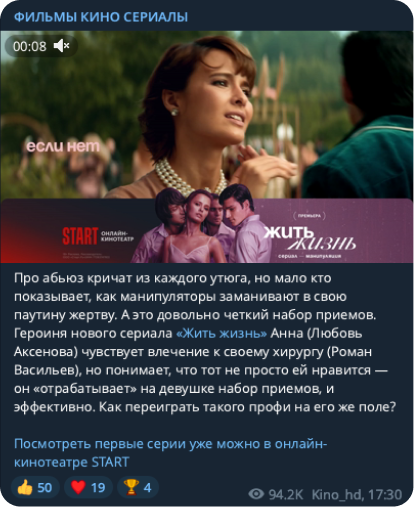 ФИЛЬМЫ КИНО СЕРИАЛЫ
00:08
если нет
START ОНЛАЙН-
КИНОТЕАТР
ПРЕМЬЕРА
ЖИТЬ
ЖИЗНЬ
сериал — манипуляция
Про абьюз кричат из каждого утюга, но мало кто
показывает, как манипуляторы заманивают в свою
паутину жертву. А это довольно четкий набор приемов.
Героиня нового сериала «Жить жизнь» Анна (Любовь
Аксенова) чувствует влечение к своему хирургу (Роман
Васильев), но понимает, что тот не просто ей нравится —
он «отрабатывает» на девушке набор приемов, и
эффективно. Как переиграть такого профи на его же поле?
Посмотреть первые серии уже можно в онлайн-
кинотеатре START
50 19 4
94.2K Kino_hd, 17:30